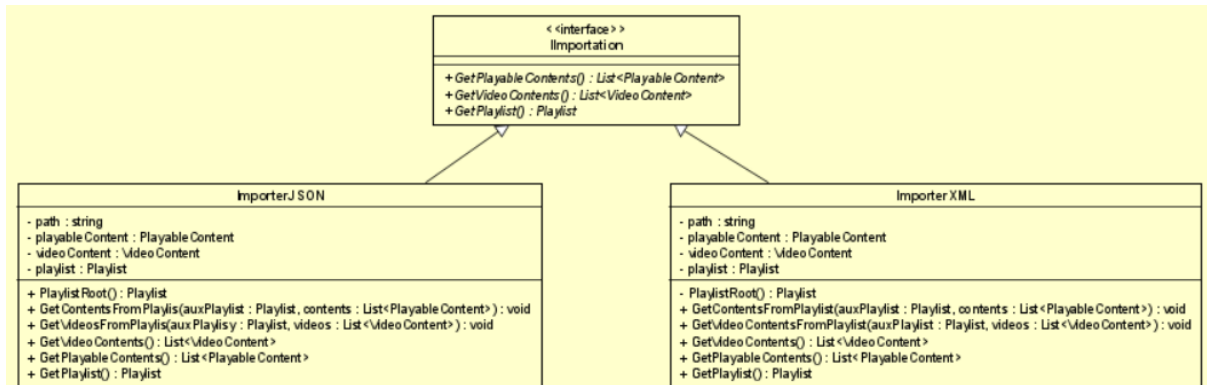 <<interface>>
IImportation
+ GetPlayableContents() : List<PlayableContent>
+ GetVideoContents() : List<VideoContent>
+ GetPlaylist() : Playlist
ImporterJSON
- path : string
- playableContent : PlayableContent
- videoContent : VideoContent
- playlist : Playlist
+ PlaylistRoot() : Playlist
+ GetContentsFromPlaylis(auxPlaylist : Playlist, contents : List<PlayableContent>) : void
+ GetVideosFromPlaylis(auxPlaylisy : Playlist, videos : List<VideoContent>) : void
+ GetVideoContents() : List<VideoContent>
+ GetPlayableContents() : List<PlayableContent>
+ GetPlaylist() : Playlist
ImporterXML
- path : string
- playableContent : PlayableContent
- videoContent : VideoContent
- playlist : Playlist
- PlaylistRoot() : Playlist
+ GetContentsFromPlaylist(auxPlaylist : Playlist, contents : List<PlayableContent>) : void
+ GetVideoContentsFromPlaylist(auxPlaylist : Playlist, videos : List<VideoContent>) : void
+ GetVideoContents() : List<VideoContent>
+ GetPlayableContents() : List<PlayableContent>
+ GetPlaylist() : Playlist